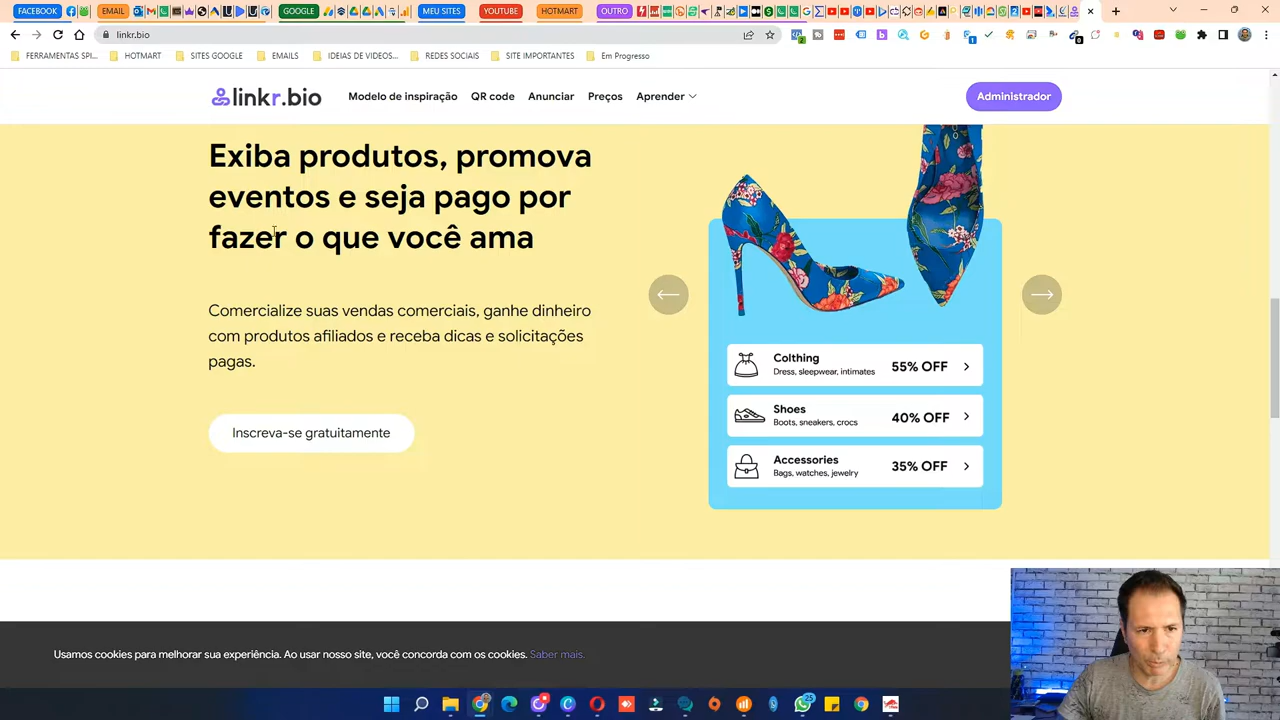 FACEBOOK
EMAIL
GOOGLE
MEU SITES
YOUTUBE
HOTMART
OUTRO
linkr.bio
FERRAMENTAS SPI...
HOTMART
SITES GOOGLE
EMAILS
IDEIAS DE VIDEOS...
REDES SOCIAIS
SITE IMPORTANTES
Em Progresso
linkr.bio
Modelo de inspiração
QR code
Anunciar
Preços
Aprender
Administrador
Exiba produtos, promova
eventos e seja pago por
fazer o que você ama
Comercialize suas vendas comerciais, ganhe dinheiro
com produtos afiliados e receba dicas e solicitações
pagas.
Inscreva-se gratuitamente
Colthing
Dress, sleepwear, intimates
55% OFF
Shoes
Boots, sneakers, crocs
40% OFF
Accessories
Bags, watches, jewelry
35% OFF
Usamos cookies para melhorar sua experiência. Ao usar nosso site, você concorda com os cookies. Saber mais.
25